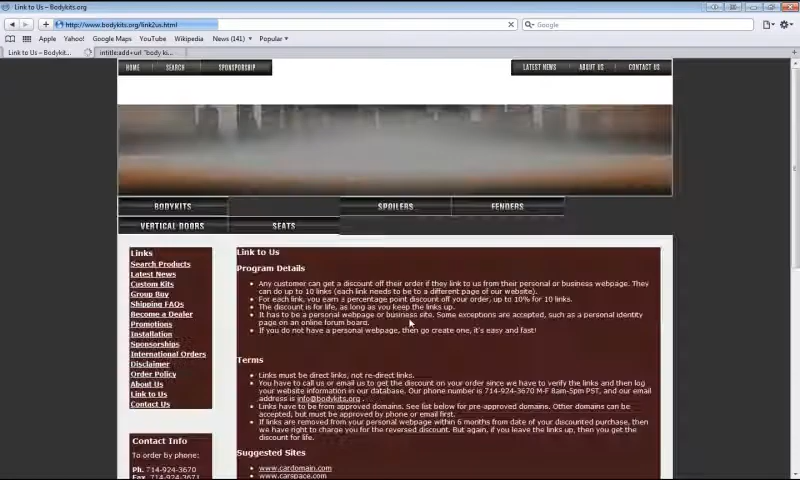 Link to Us – Bodykits.org
http://www.bodykits.org/link2us.html
Google
Apple Yahoo! Google Maps YouTube Wikipedia News (141) Popular
Link to Us – Bodykit...
intitle:add+url "body ki...
HOME SEARCH SPONSPORSHIP
LATEST NEWS ABOUT US CONTACT US
BODYKITS SPOILERS FENDERS
VERTICAL DOORS SEATS
Links
Search Products
Latest News
Custom Kits
Group Buy
Shipping FAQs
Become a Dealer
Promotions
Installation
Sponsorships
International Orders
Disclaimer
Order Policy
About Us
Link to Us
Contact Us
Contact Info
To order by phone:
Ph. 714-924-3670
Fax. 714-924-3671
Link to Us
Program Details
Any customer can get a discount off their order if they link to us from their personal or business webpage. They
can do up to 10 links (each link needs to be to a different page of our website).
For each link, you earn a percentage point discount off your order, up to 10% for 10 links.
The discount is for life, as long as you keep the links up.
It has to be a personal webpage or business site. Some exceptions are accepted, such as a personal identity
page on an online forum board.
If you do not have a personal webpage, then go create one, it's easy and fast!
Terms
Links must be direct links, not re-direct links.
You have to call us or email us to get the discount on your order since we have to verify the links and then log
your website information in our database. Our phone number is 714-924-3670 M-F 8am-5pm PST, and our email
address is info@bodykits.org .
Links have to be from approved domains. See list below for pre-approved domains. Other domains can be
accepted, but must be approved by phone or email first.
If links are removed from your personal webpage within 6 months from date of your discounted purchase, then
we have right to charge you for the reversed discount. But again, if you leave the links up, then you get the
discount for life.
Suggested Sites
www.cardomain.com
www.carspace.com